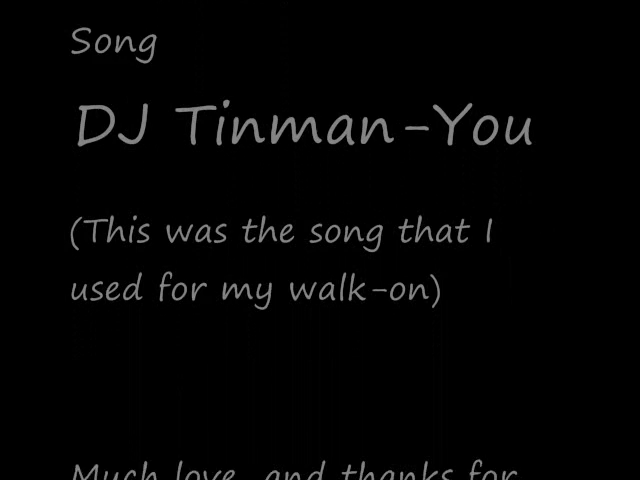 Song
DJ Tinman-You
(This was the song that I
used for my walk-on)
Much love, and thanks for